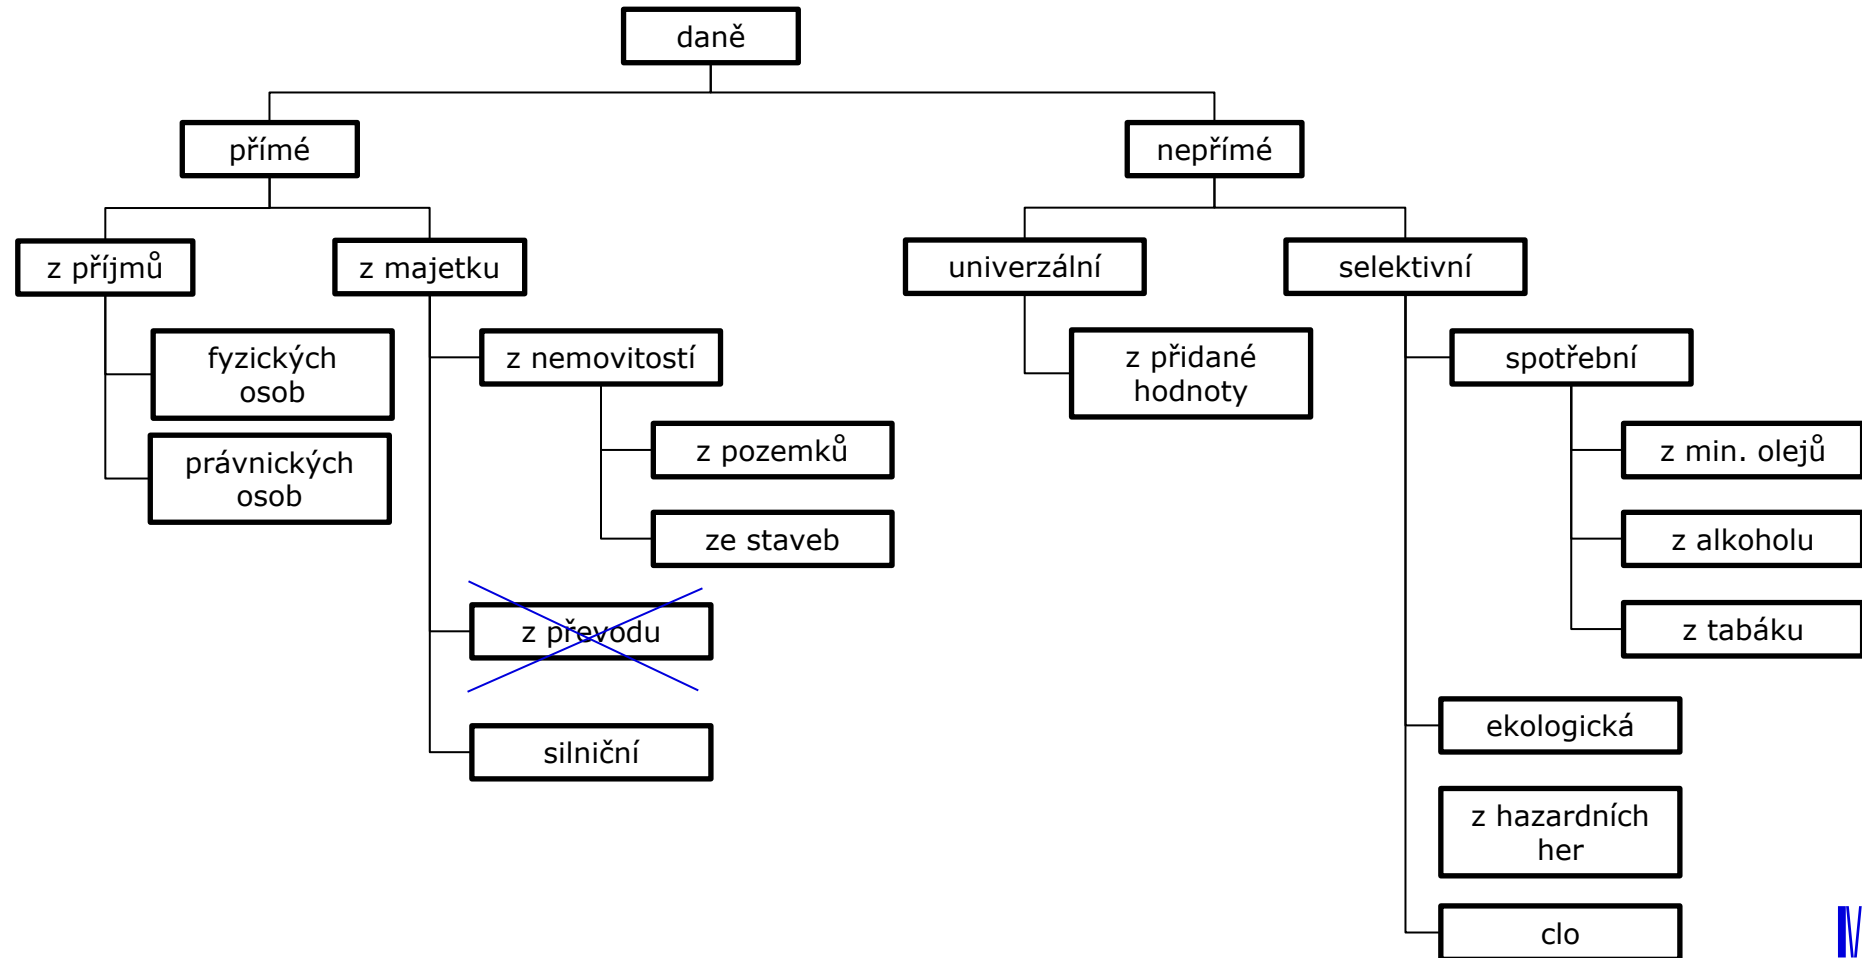 daně
přímé
nepřímé
z příjmů
z majetku
univerzální
selektivní
fyzických
osob
právnických
osob
z nemovitostí
z pozemků
ze staveb
z převodu
silniční
z přidané
hodnoty
spotřební
z min. olejů
z alkoholu
z tabáku
ekologická
z hazardních
her
clo